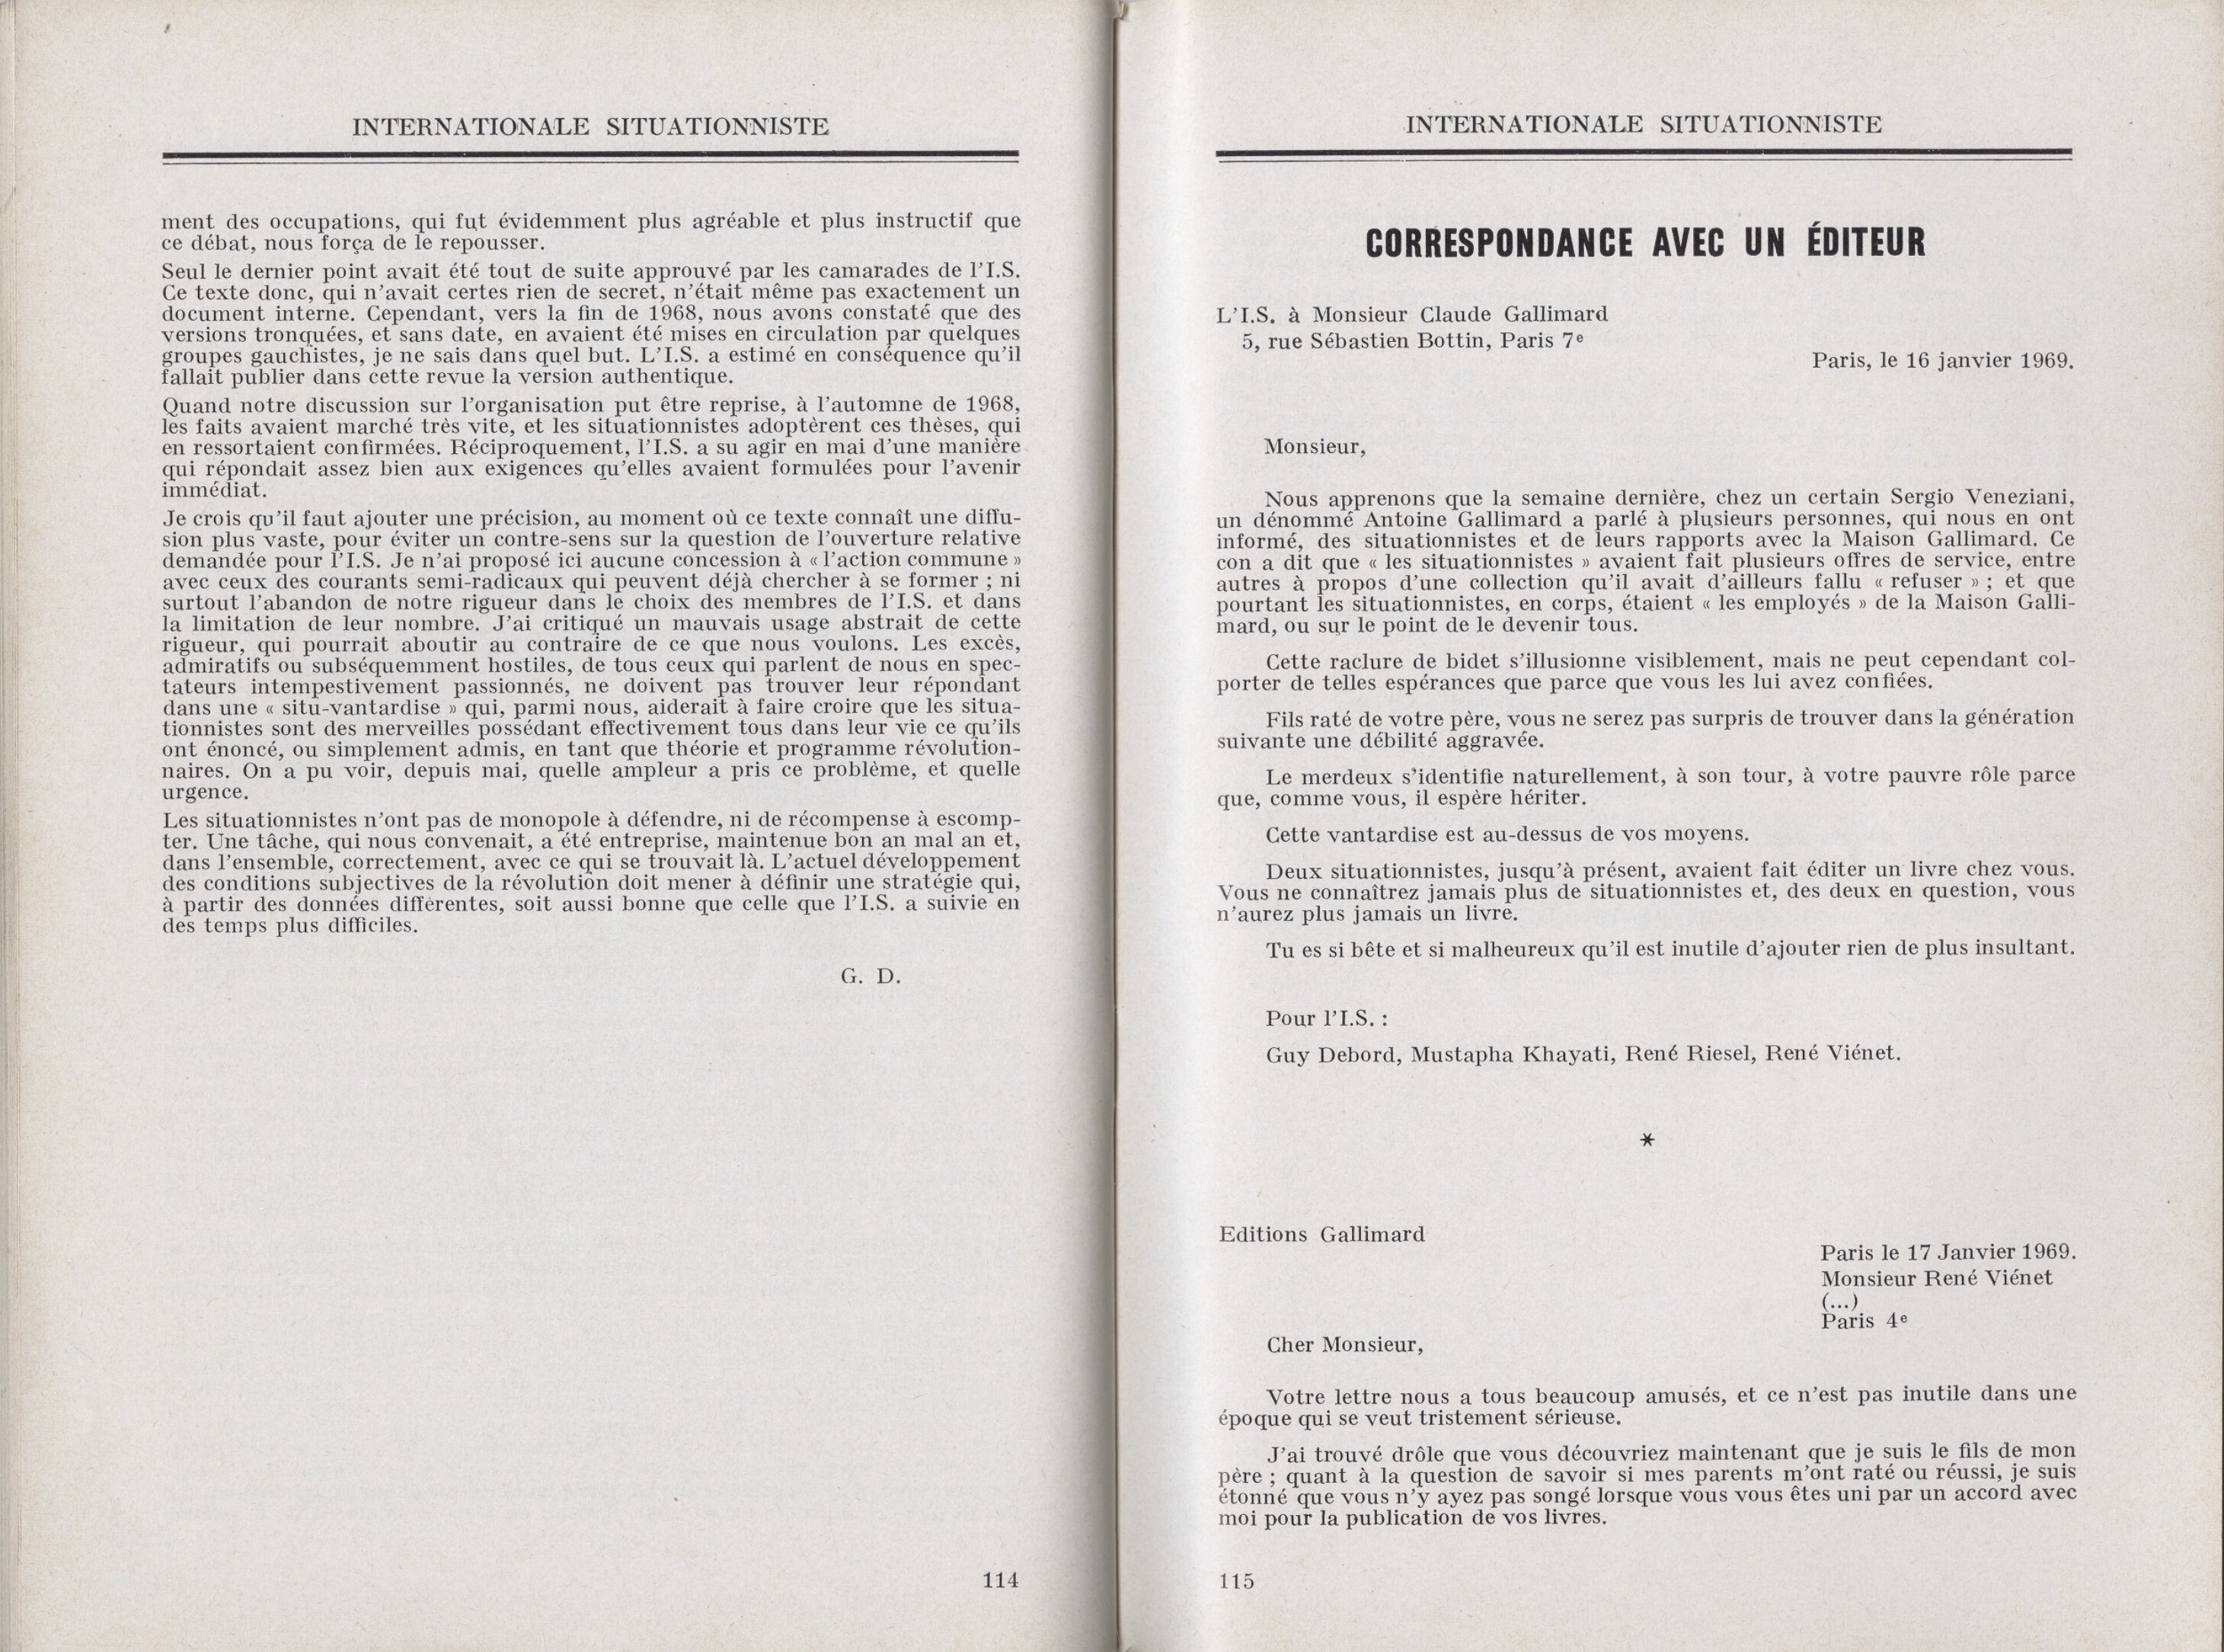 INTERNATIONALE SITUATIONNISTE
ment des occupations, qui fut évidemment plus agréable et plus instructif que
ce débat, nous força de le repousser.
Seul le dernier point avait été tout de suite approuvé par les camarades de l'I.S.
Ce texte donc, qui n'avait certes rien de secret, n'était même pas exactement un
document interne. Cependant, vers la fin de 1968, nous avons constaté que des
versions tronquées, et sans date, en avaient été mises en circulation par quelques
groupes gauchistes, je ne sais dans quel but. L'I.S. a estimé en conséquence qu'il
fallait publier dans cette revue la version authentique.
Quand notre discussion sur l'organisation put être reprise, à l'automne de 1968,
les faits avaient marché très vite, et les situationnistes adoptèrent ces thèses, qui
en ressortaient confirmées. Réciproquement, l'I.S. a su agir en mai d'une manière
qui répondait assez bien aux exigences qu'elles avaient formulées pour l'avenir
immédiat.
Je crois qu'il faut ajouter une précision, au moment où ce texte connaît une diffu-
sion plus vaste, pour éviter un contre-sens sur la question de l'ouverture relative
demandée pour l'I.S. Je n'ai proposé ici aucune concession à « l'action commune »
avec ceux des courants semi-radicaux qui peuvent déjà chercher à se former ; ni
surtout l'abandon de notre rigueur dans le choix des membres de l'I.S. et dans
la limitation de leur nombre. J'ai critiqué un mauvais usage abstrait de cette
rigueur, qui pourrait aboutir au contraire de ce que nous voulons. Les excès,
admiratifs ou subséquemment hostiles, de tous ceux qui parlent de nous en spec-
tateurs intempestivement passionnés, ne doivent pas trouver leur répondant
dans une « situ-vantardise » qui, parmi nous, aiderait à faire croire que les situa-
tionnistes sont des merveilles possédant effectivement tous dans leur vie ce qu'ils
ont énoncé, ou simplement admis, en tant que théorie et programme révolution-
naires. On a pu voir, depuis mai, quelle ampleur a pris ce problème, et quelle
urgence.
Les situationnistes n'ont pas de monopole à défendre, ni de récompense à escomp-
ter. Une tâche, qui nous convenait, a été entreprise, maintenue bon an mal an et,
dans l'ensemble, correctement, avec ce qui se trouvait là. L'actuel développement
des conditions subjectives de la révolution doit mener à définir une stratégie qui,
à partir des données différentes, soit aussi bonne que celle que l'I.S. a suivie en
des temps plus difficiles.
G. D.
114
INTERNATIONALE SITUATIONNISTE
CORRESPONDANCE AVEC UN ÉDITEUR
L'I.S. à Monsieur Claude Gallimard
5, rue Sébastien Bottin, Paris 7e
Paris, le 16 janvier 1969.
Monsieur,
Nous apprenons que la semaine dernière, chez un certain Sergio Veneziani,
un dénommé Antoine Gallimard a parlé à plusieurs personnes, qui nous en ont
informé, des situationnistes et de leurs rapports avec la Maison Gallimard. Ce
con a dit que « les situationnistes » avaient fait plusieurs offres de service, entre
autres à propos d'une collection qu'il avait d'ailleurs fallu « refuser » ; et que
pourtant les situationnistes, en corps, étaient « les employés » de la Maison Galli-
mard, ou sur le point de le devenir tous.
Cette raclure de bidet s'illusionne visiblement, mais ne peut cependant col-
porter de telles espérances que parce que vous les lui avez confiées.
Fils raté de votre père, vous ne serez pas surpris de trouver dans la génération
suivante une débilité aggravée.
Le merdeux s'identifie naturellement, à son tour, à votre pauvre rôle parce
que, comme vous, il espère hériter.
Cette vantardise est au-dessus de vos moyens.
Deux situationnistes, jusqu'à présent, avaient fait éditer un livre chez vous.
Vous ne connaîtrez jamais plus de situationnistes et, des deux en question, vous
n'aurez plus jamais un livre.
Tu es si bête et si malheureux qu'il est inutile d'ajouter rien de plus insultant.
Pour l'I.S. :
Guy Debord, Mustapha Khayati, René Riesel, René Viénet.
*
Editions Gallimard
Paris le 17 Janvier 1969.
Monsieur René Viénet
(...)
Paris 4e
Cher Monsieur,
Votre lettre nous a tous beaucoup amusés, et ce n'est pas inutile dans une
époque qui se veut tristement sérieuse.
J'ai trouvé drôle que vous découvriez maintenant que je suis le fils de mon
père ; quant à la question de savoir si mes parents m'ont raté ou réussi, je suis
étonné que vous n'y ayez pas songé lorsque vous vous êtes uni par un accord avec
moi pour la publication de vos livres.
115